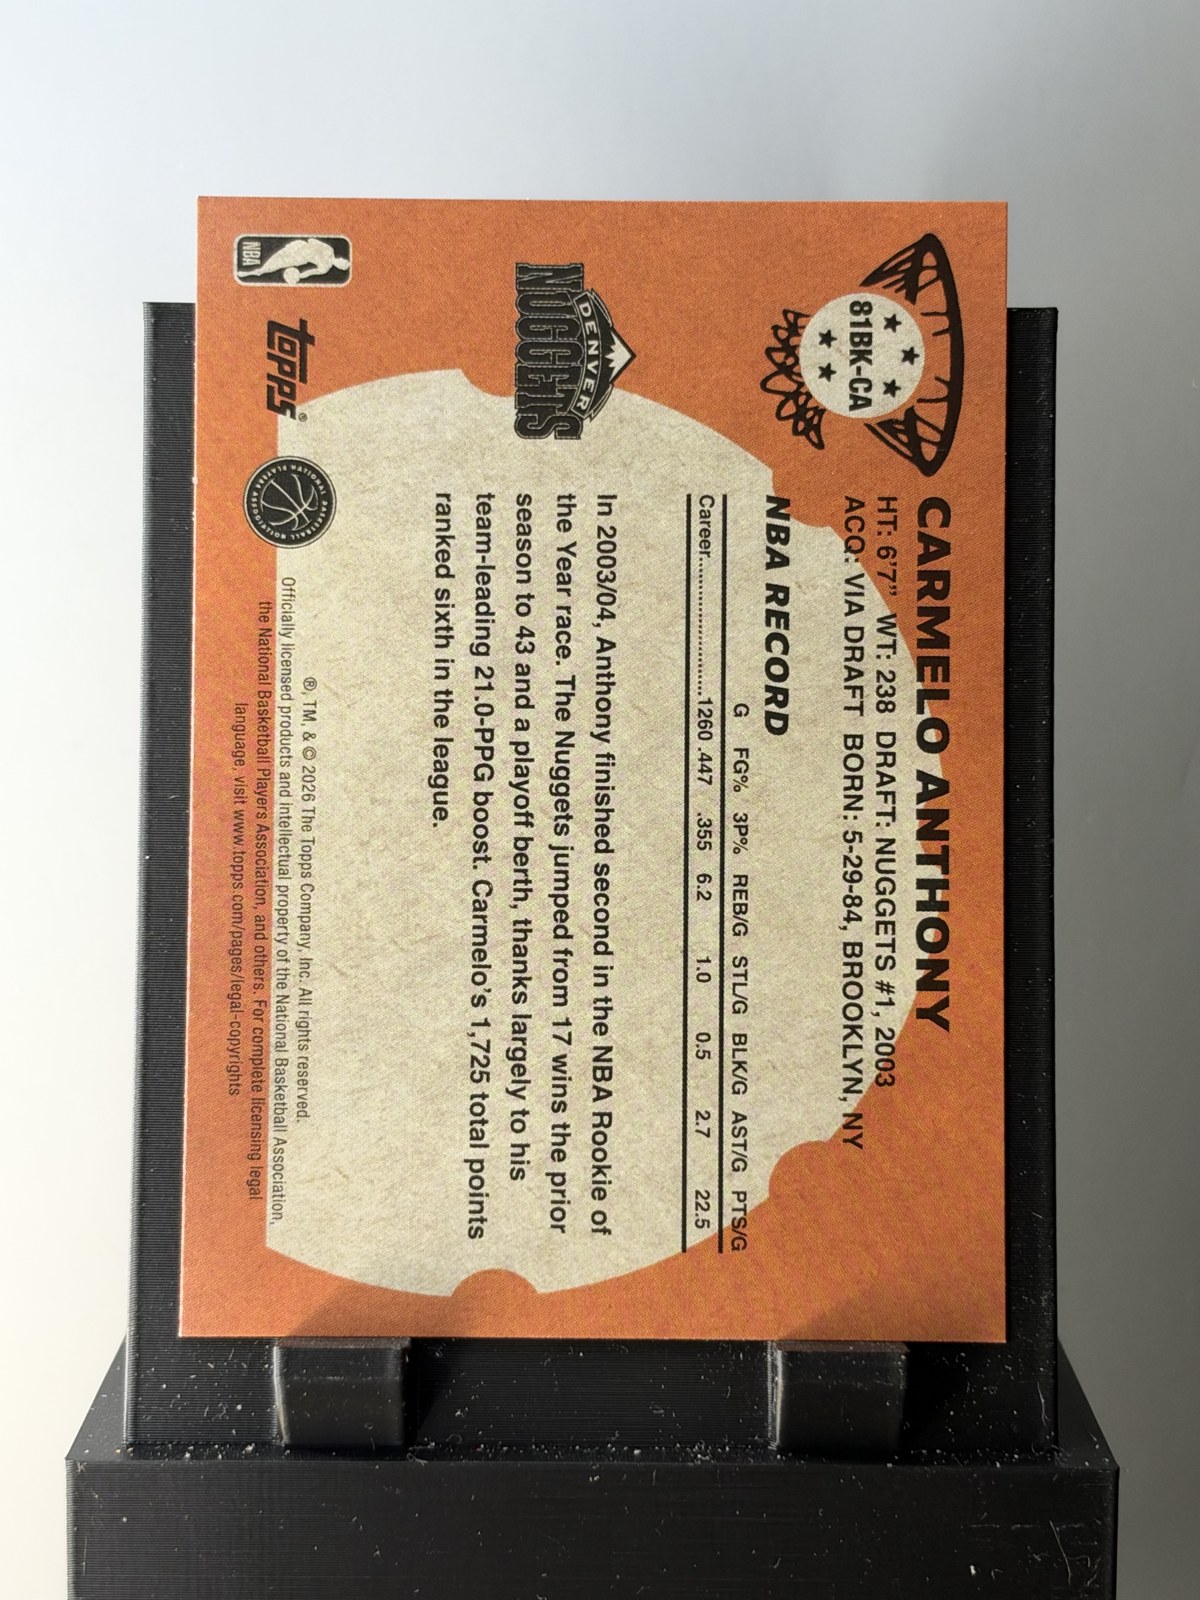 81BK-CA
CARMELO ANTHONY
HT: 6'7" WT: 238 DRAFT: NUGGETS #1, 2003
ACQ: VIA DRAFT BORN: 5-29-84, BROOKLYN, NY
NBA RECORD
G FG% 3P% REB/G STL/G BLK/G AST/G PTS/G
Career............................1260 .447 .355 6.2 1.0 0.5 2.7 22.5
DENVER
NUGGETS
In 2003/04, Anthony finished second in the NBA Rookie of
the Year race. The Nuggets jumped from 17 wins the prior
season to 43 and a playoff berth, thanks largely to his
team-leading 21.0-PPG boost. Carmelo's 1,725 total points
ranked sixth in the league.
NBA
topps®
NATIONAL BASKETBALL PLAYERS ASSOCIATION
®, TM, & © 2026 The Topps Company, Inc. All rights reserved.
Officially licensed products and intellectual property of the National Basketball Association,
the National Basketball Players Association, and others. For complete licensing legal
language, visit www.topps.com/pages/legal-copyrights